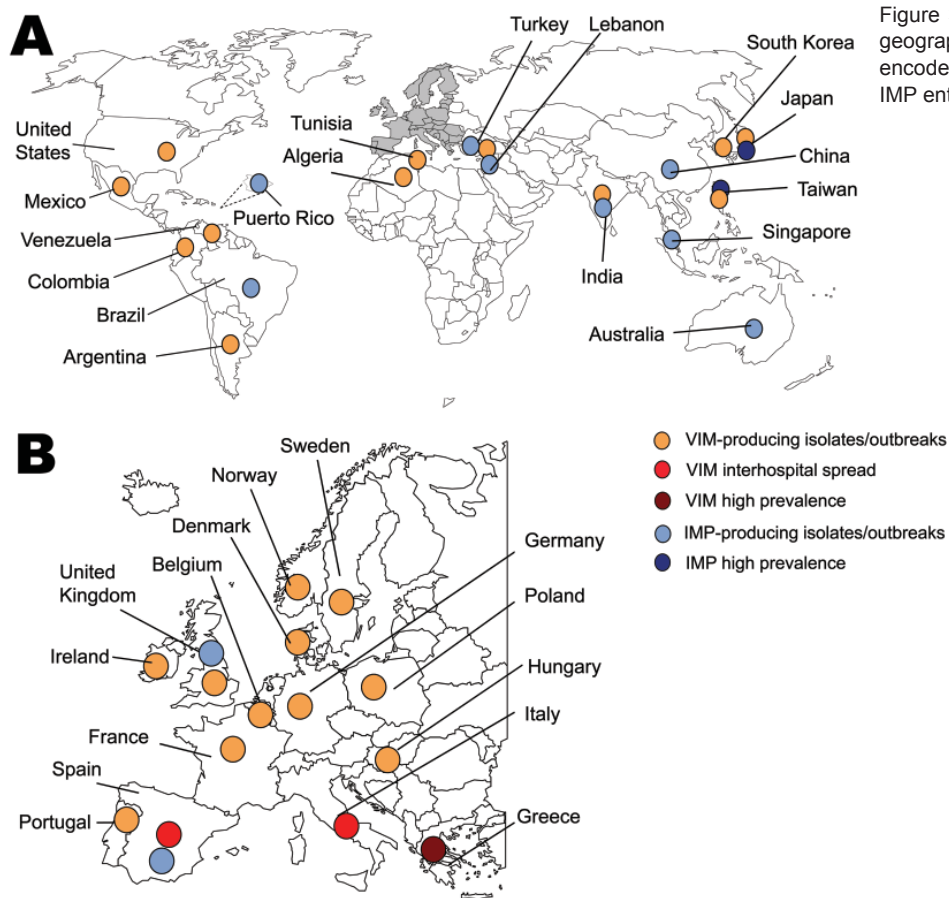 A
Figure
geograp
encode
IMP ent
Turkey
Lebanon
South Korea
Japan
United
States
Tunisia
Algeria
China
Mexico
Taiwan
Puerto Rico
Venezuela
Singapore
Colombia
India
Brazil
Australia
Argentina
B
Sweden
Norway
Denmark
Germany
Belgium
United
Kingdom
Poland
Ireland
Hungary
Italy
France
Spain
Portugal
Greece
VIM-producing isolates/outbreaks
VIM interhospital spread
VIM high prevalence
IMP-producing isolates/outbreaks
IMP high prevalence